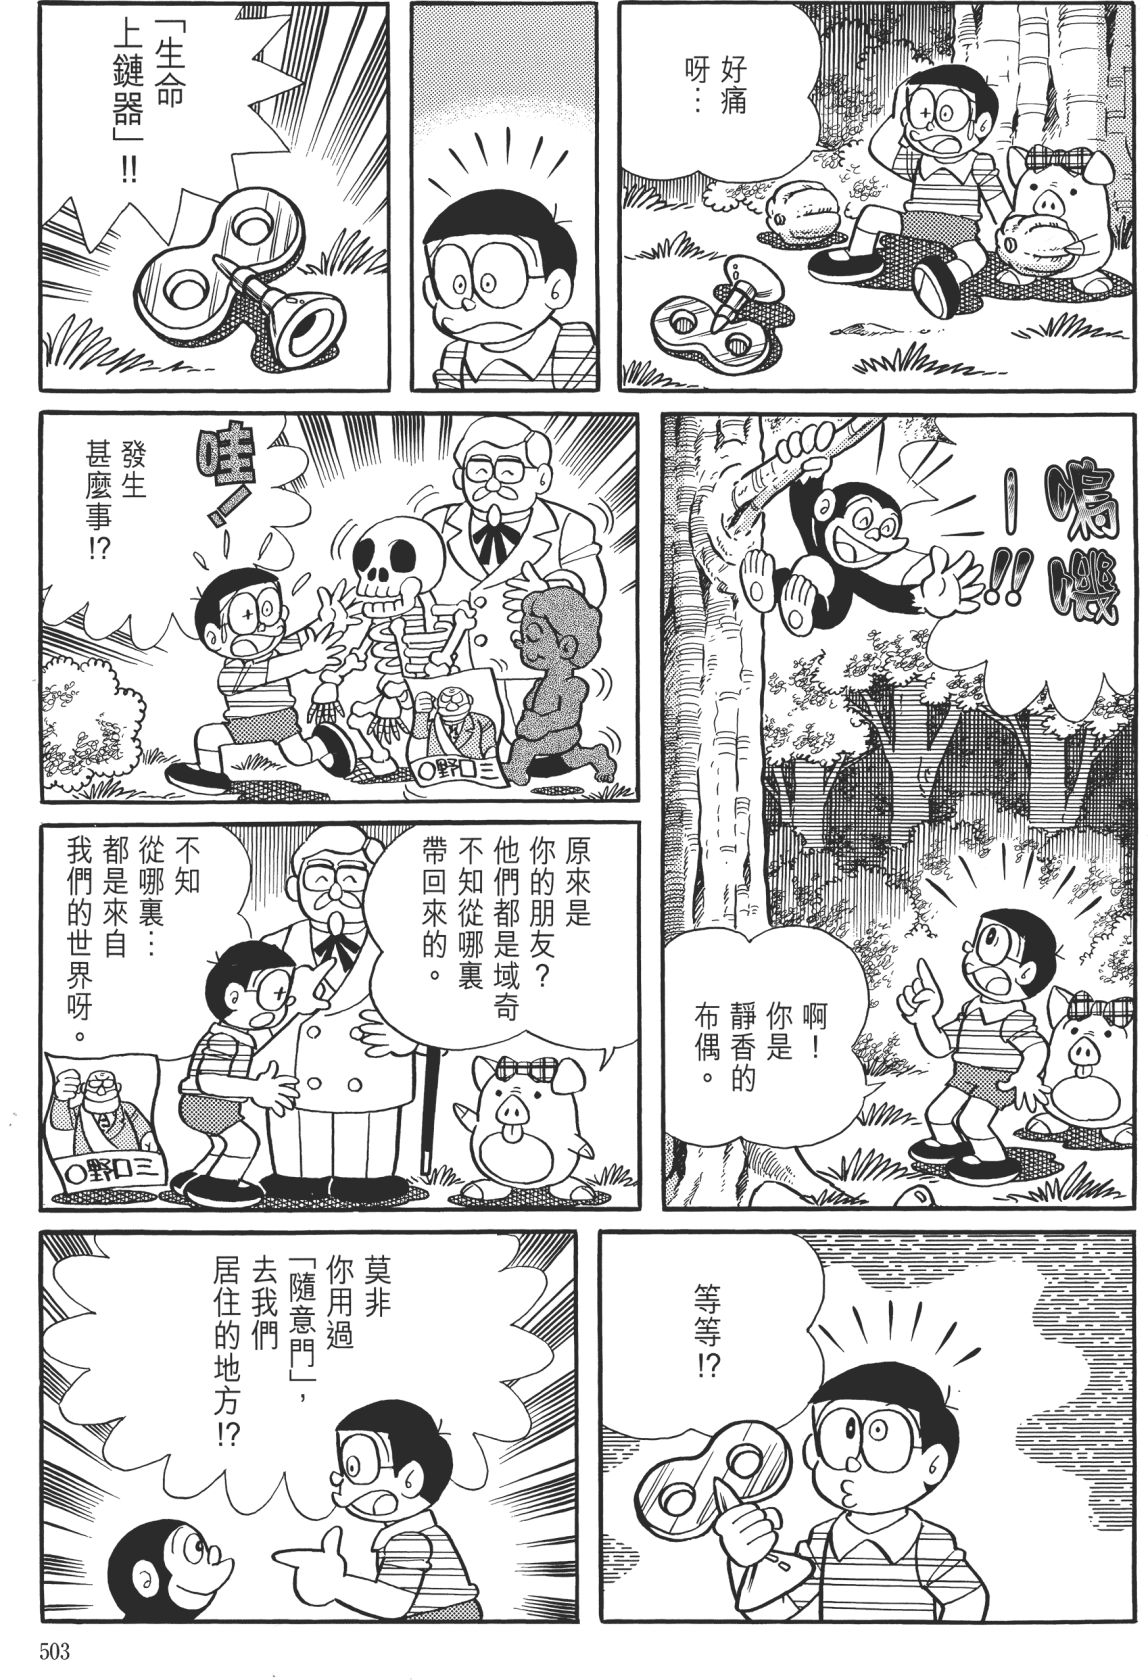 好痛
呀…
「生命
上鏈器」!!
嗚嘰
ー!!
啊！
你是
靜香的
布偶。
哇!
發生
甚麼事!?
〇野口三
原來是
你的朋友？
他們都是域奇
不知從哪裏
帶回來的。
不知
從哪裏…
都是來自
我們的世界呀。
〇野口三
等等!?
莫非
你用過
「隨意門」，
去我們
居住的地方!?
503